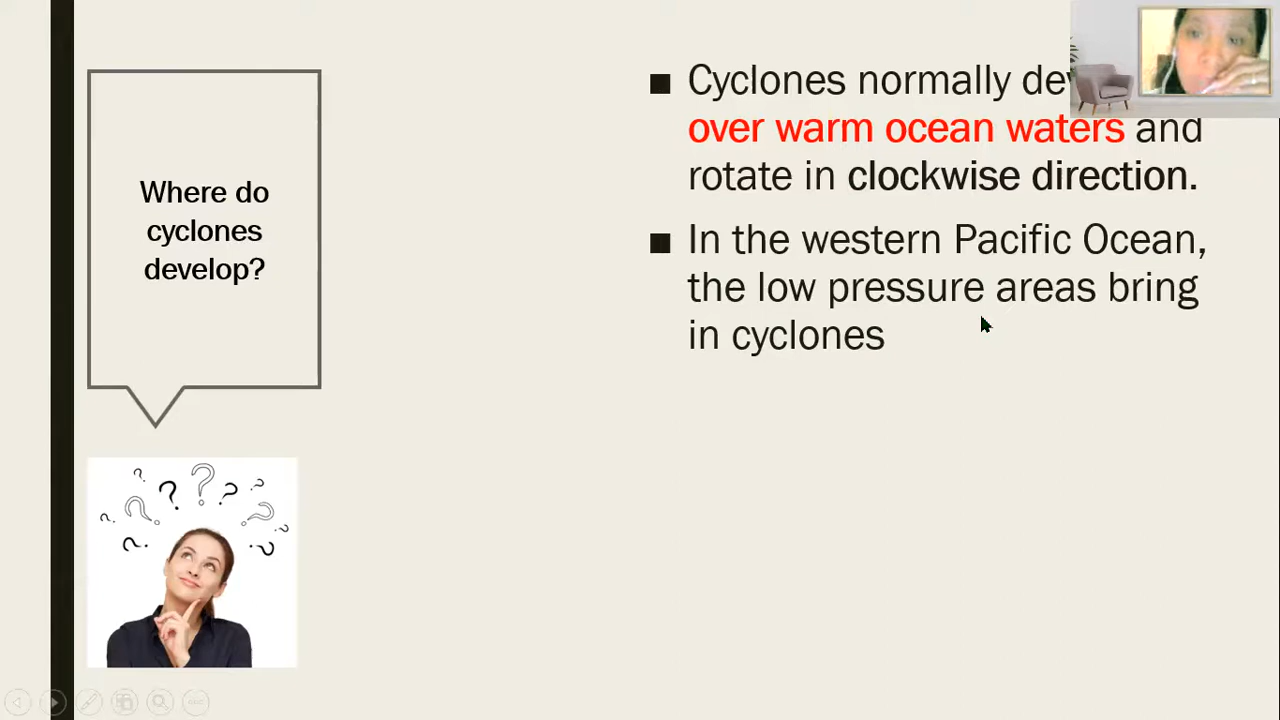 Where do
cyclones
develop?
Cyclones normally
over warm ocean waters and
rotate in clockwise direction.
In the western Pacific Ocean,
the low pressure areas bring
in cyclones